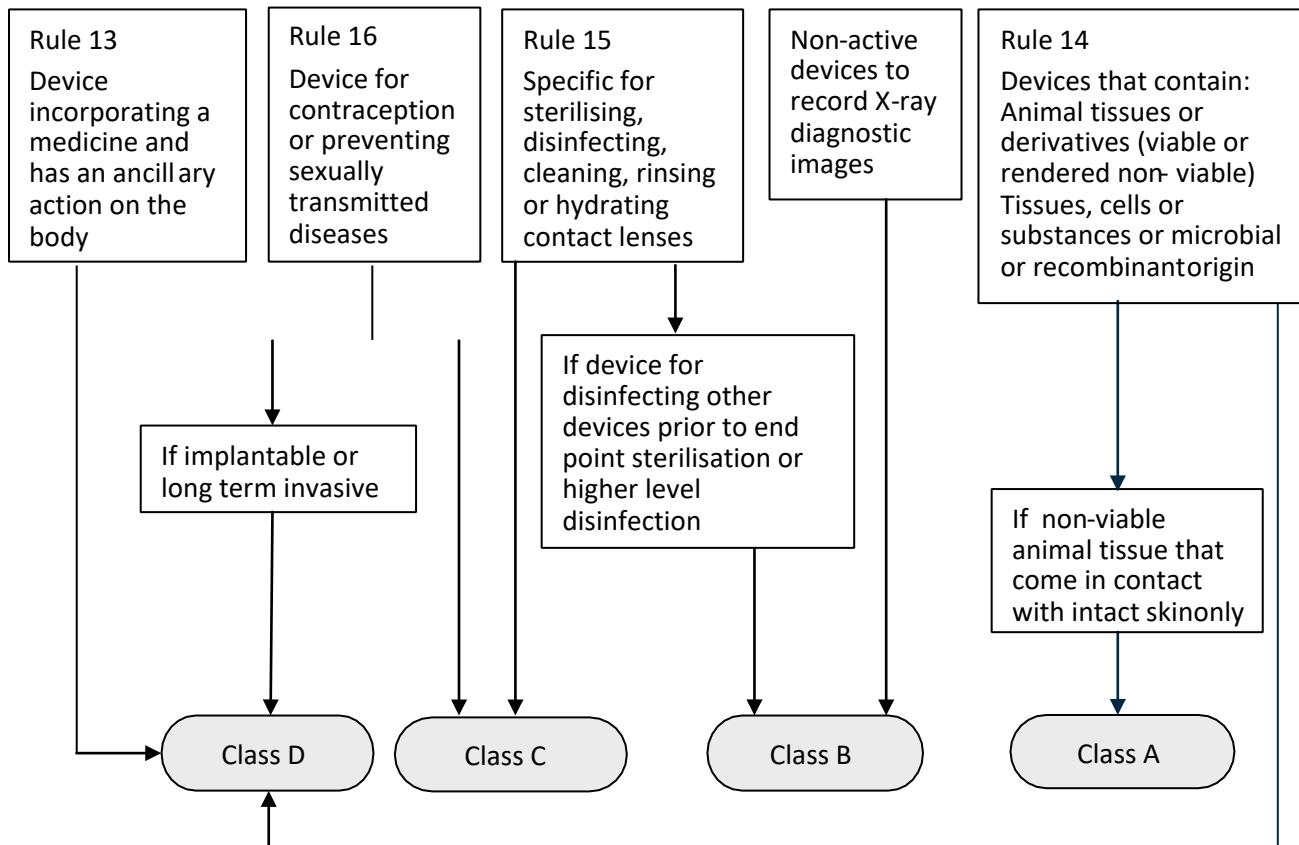 Rule 13
Device
incorporating a
medicine and
has an ancill ary
action on the
body
Rule 16
Device for
contraception
or preventing
sexually
transmitted
diseases
Rule 15
Specific for
sterilising,
disinfecting,
cleaning, rinsing
or hydrating
contact lenses
Non-active
devices to
record X-ray
diagnostic
images
Rule 14
Devices that contain:
Animal tissues or
derivatives (viable or
rendered non- viable)
Tissues, cells or
substances or microbial
or recombinantorigin
If implantable or
long term invasive
If device for
disinfecting other
devices prior to end
point sterilisation or
higher level
disinfection
If non-viable
animal tissue that
come in contact
with intact skinonly
Class D
Class C
Class B
Class A